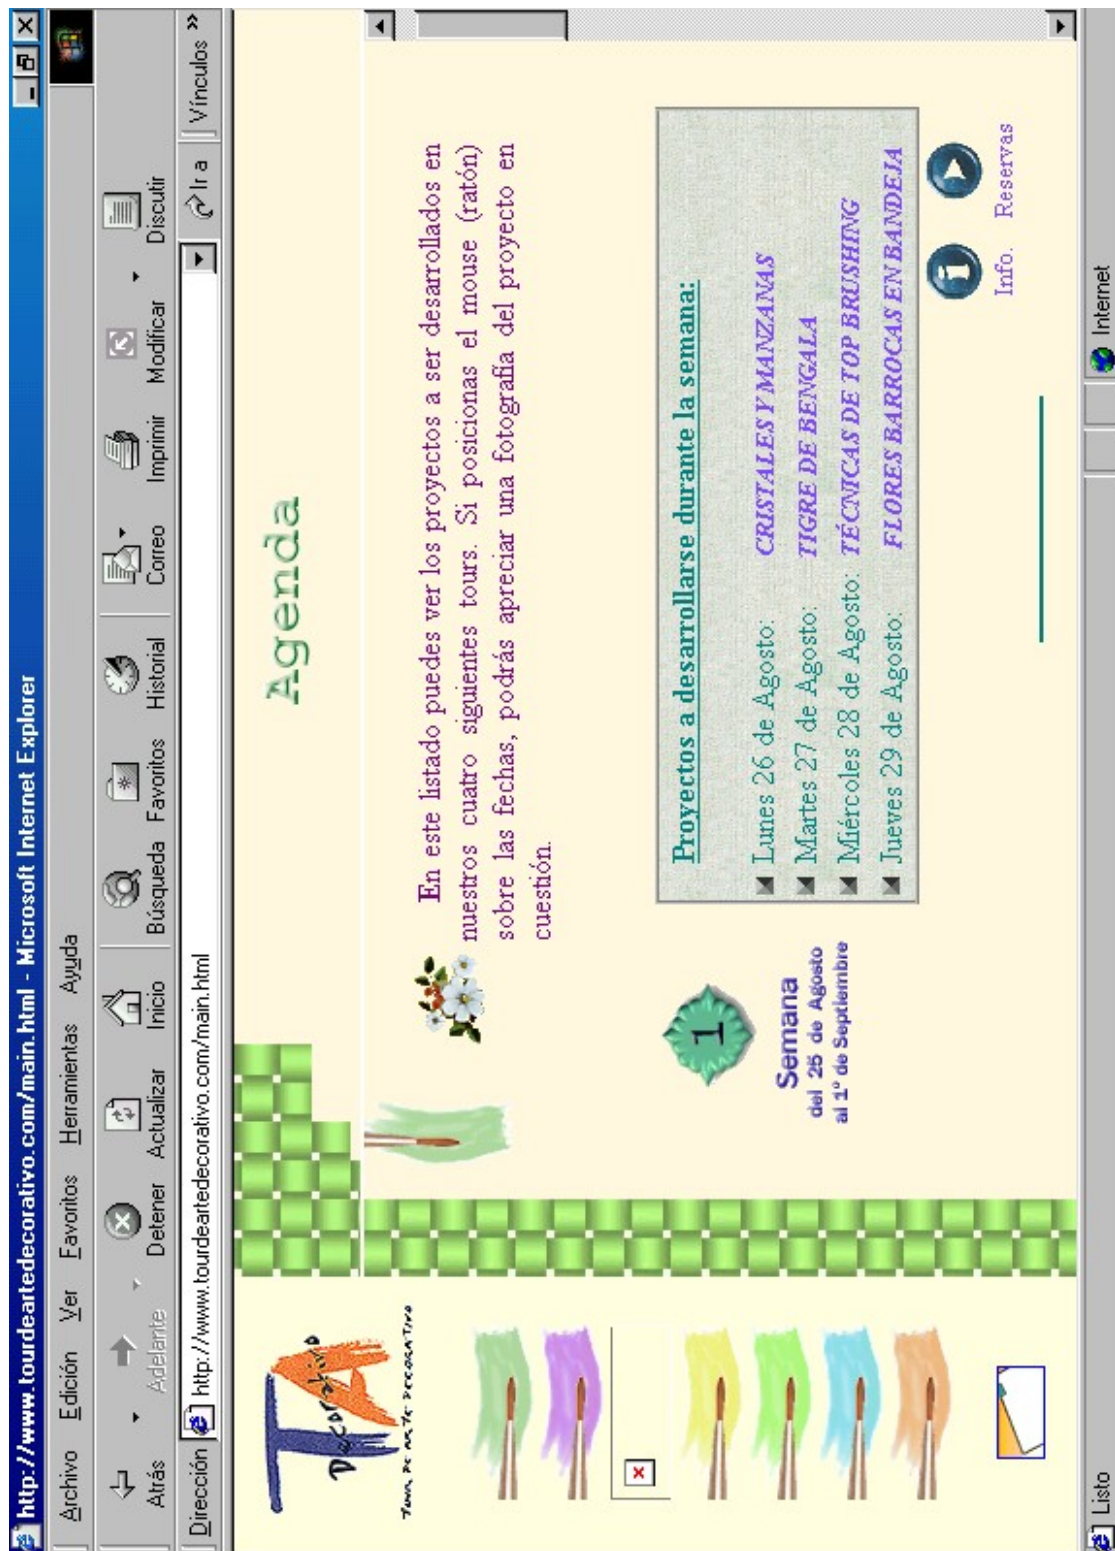 http://www.tourdeartedecorativo.com/main.html - Microsoft Internet Explorer
Archivo Edición Ver Favoritos Herramientas Ayuda
Atrás Adelante Detener Actualizar Inicio Búsqueda Favoritos Historial Correo Imprimir Modificar Discutir
Dirección http://www.tourdeartedecorativo.com/main.html Ir a Vínculos »
TA
Decorativo
Tour de Arte Decorativo
Agenda
En este listado puedes ver los proyectos a ser desarrollados en
nuestros cuatro siguientes tours. Si posicionas el mouse (ratón)
sobre las fechas, podrás apreciar una fotografía del proyecto en
cuestión.
1
Semana
del 25 de Agosto
al 1º de Septiembre
Proyectos a desarrollarse durante la semana:
Lunes 26 de Agosto: CRISTALES Y MANZANAS
Martes 27 de Agosto: TIGRE DE BENGALA
Miércoles 28 de Agosto: TÉCNICAS DE TOP BRUSHING
Jueves 29 de Agosto: FLORES BARROCAS EN BANDEJA
Info. Reservas
Listo Internet